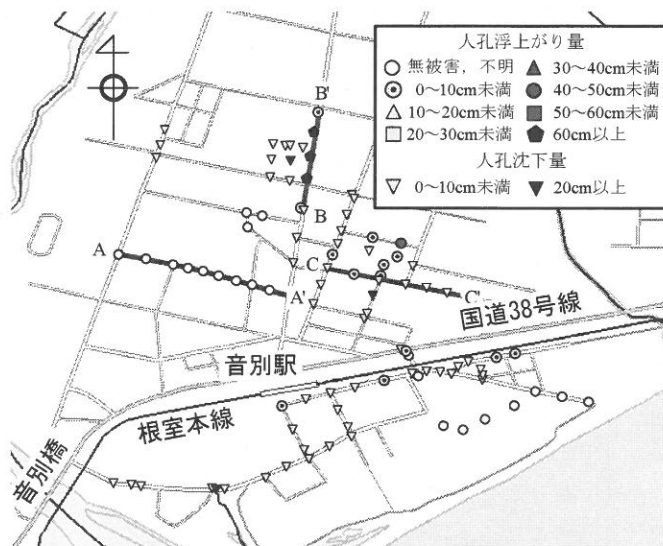 人孔浮上がり量
無被害，不明
30～40cm未満
0～10cm未満
40～50cm未満
10～20cm未満
50～60cm未満
20～30cm未満
60cm以上
人孔沈下量
0～10cm未満
20cm以上
B'
B
A
A'
C
C'
国道38号線
音別駅
根室本線
音別橋